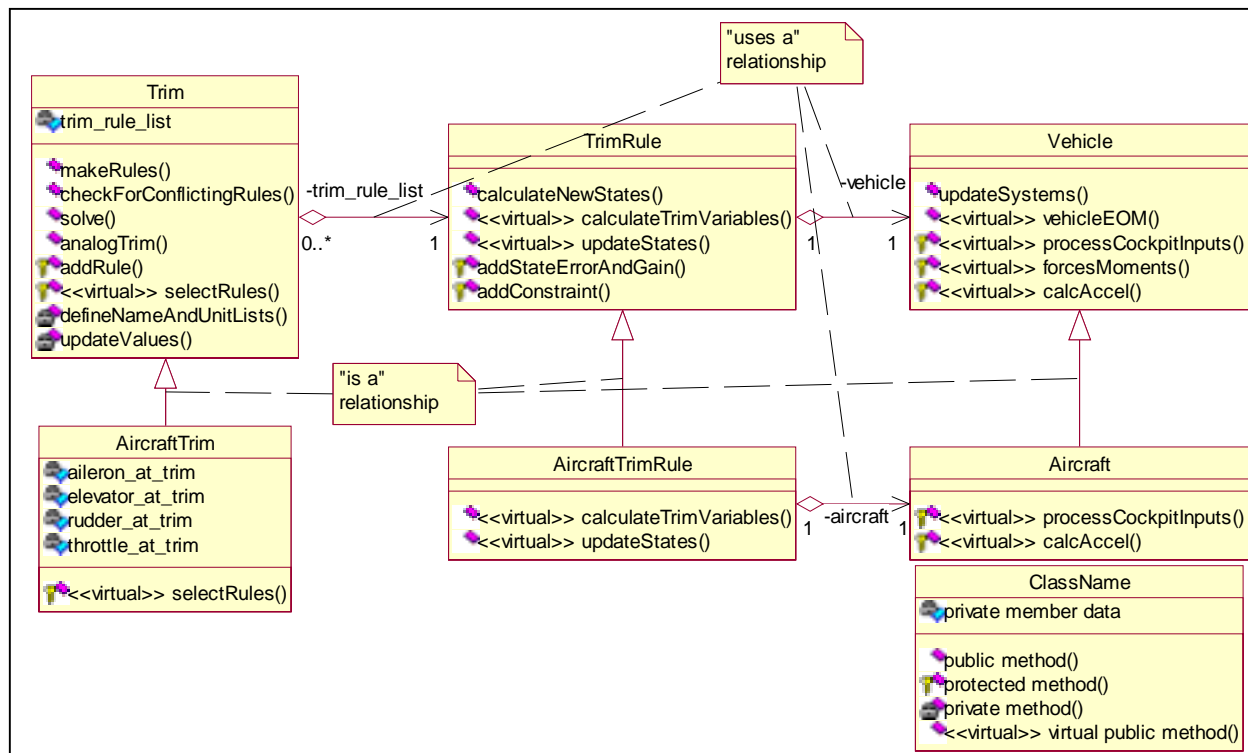 "uses a"
relationship
Trim
trim_rule_list
makeRules()
checkForConflictingRules()
solve()
analogTrim()
addRule()
<<virtual>> selectRules()
defineNameAndUnitLists()
updateValues()
-trim_rule_list
0..*
1
TrimRule
calculateNewStates()
<<virtual>> calculateTrimVariables()
<<virtual>> updateStates()
addStateErrorAndGain()
addConstraint()
-vehicle
1
1
Vehicle
updateSystems()
<<virtual>> vehicleEOM()
<<virtual>> processCockpitInputs()
<<virtual>> forcesMoments()
<<virtual>> calcAccel()
"is a"
relationship
AircraftTrim
aileron_at_trim
elevator_at_trim
rudder_at_trim
throttle_at_trim
<<virtual>> selectRules()
AircraftTrimRule
<<virtual>> calculateTrimVariables()
<<virtual>> updateStates()
-aircraft
1
1
Aircraft
<<virtual>> processCockpitInputs()
<<virtual>> calcAccel()
ClassName
private member data
public method()
protected method()
private method()
<<virtual>> virtual public method()